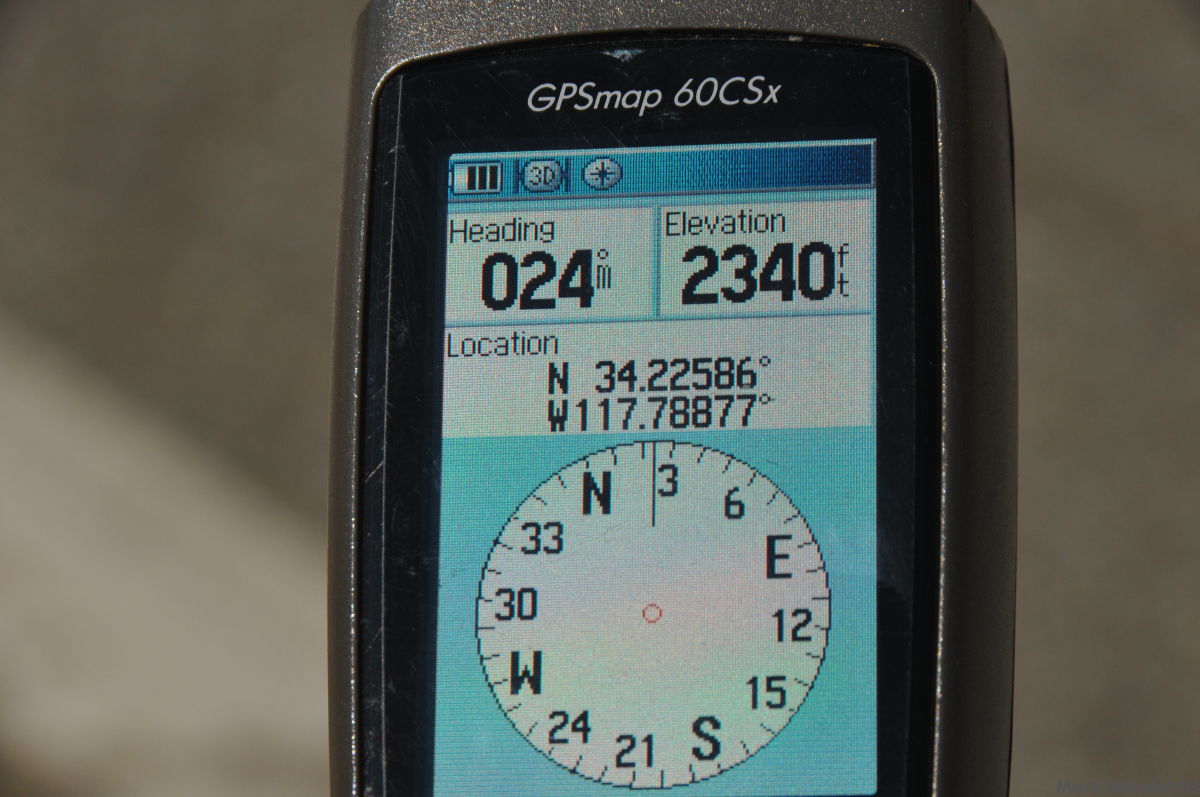 GPSmap 60CSx
3D
Heading
024°m
Elevation
2340ft
Location
N 34.22586°
W117.78877°
N
3
6
33
E
30
12
W
15
24
21
S